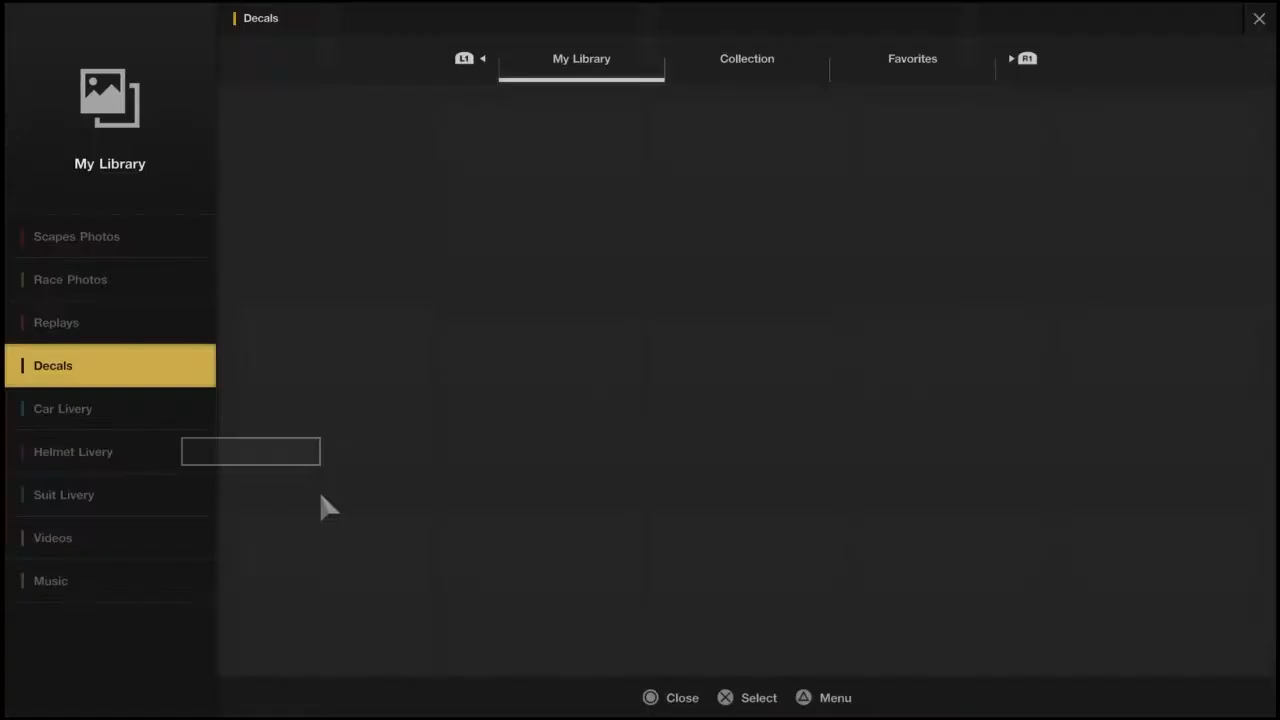 Decals
L1
My Library
Collection
Favorites
R1
My Library
Scapes Photos
Race Photos
Replays
Decals
Car Livery
Helmet Livery
Suit Livery
Videos
Music
Close
Select
Menu